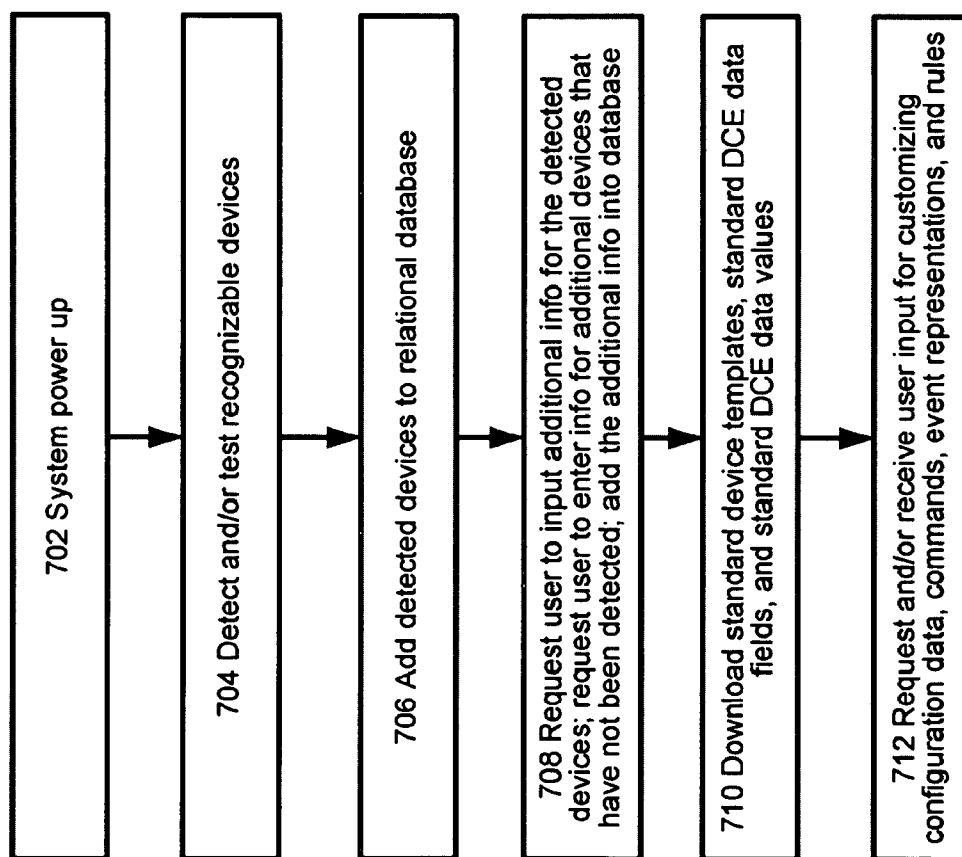 702 System power up
704 Detect and/or test recognizable devices
706 Add detected devices to relational database
708 Request user to input additional info for the detected
devices; request user to enter info for additional devices that
have not been detected; add the additional info into database
710 Download standard device templates, standard DCE data
fields, and standard DCE data values
712 Request and/or receive user input for customizing
configuration data, commands, event representations, and rules